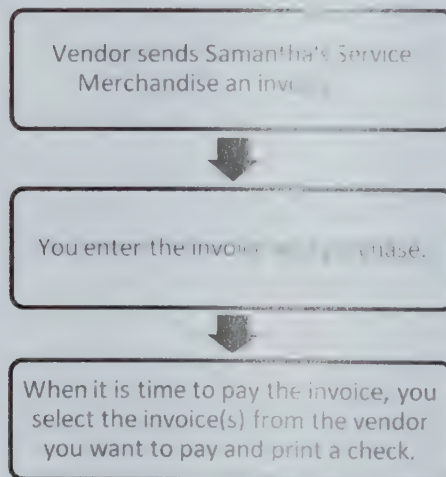 Vendor sends Samantha's Service
Merchandise an
You enter the
When it is time to pay the invoice, you
select the invoice(s) from the vendor
you want to pay and print a check.